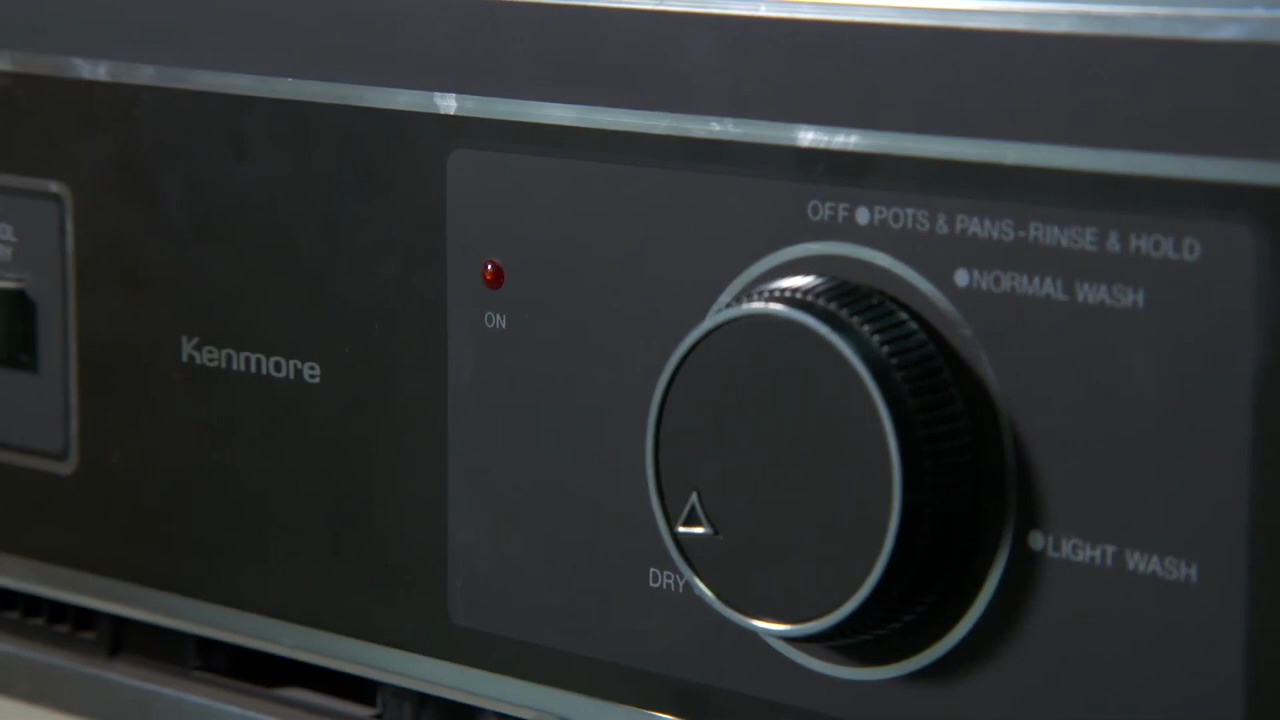 OFF POTS & PANS-RINSE & HOLD
NORMAL WASH
ON
Kenmore
LIGHT WASH
DRY